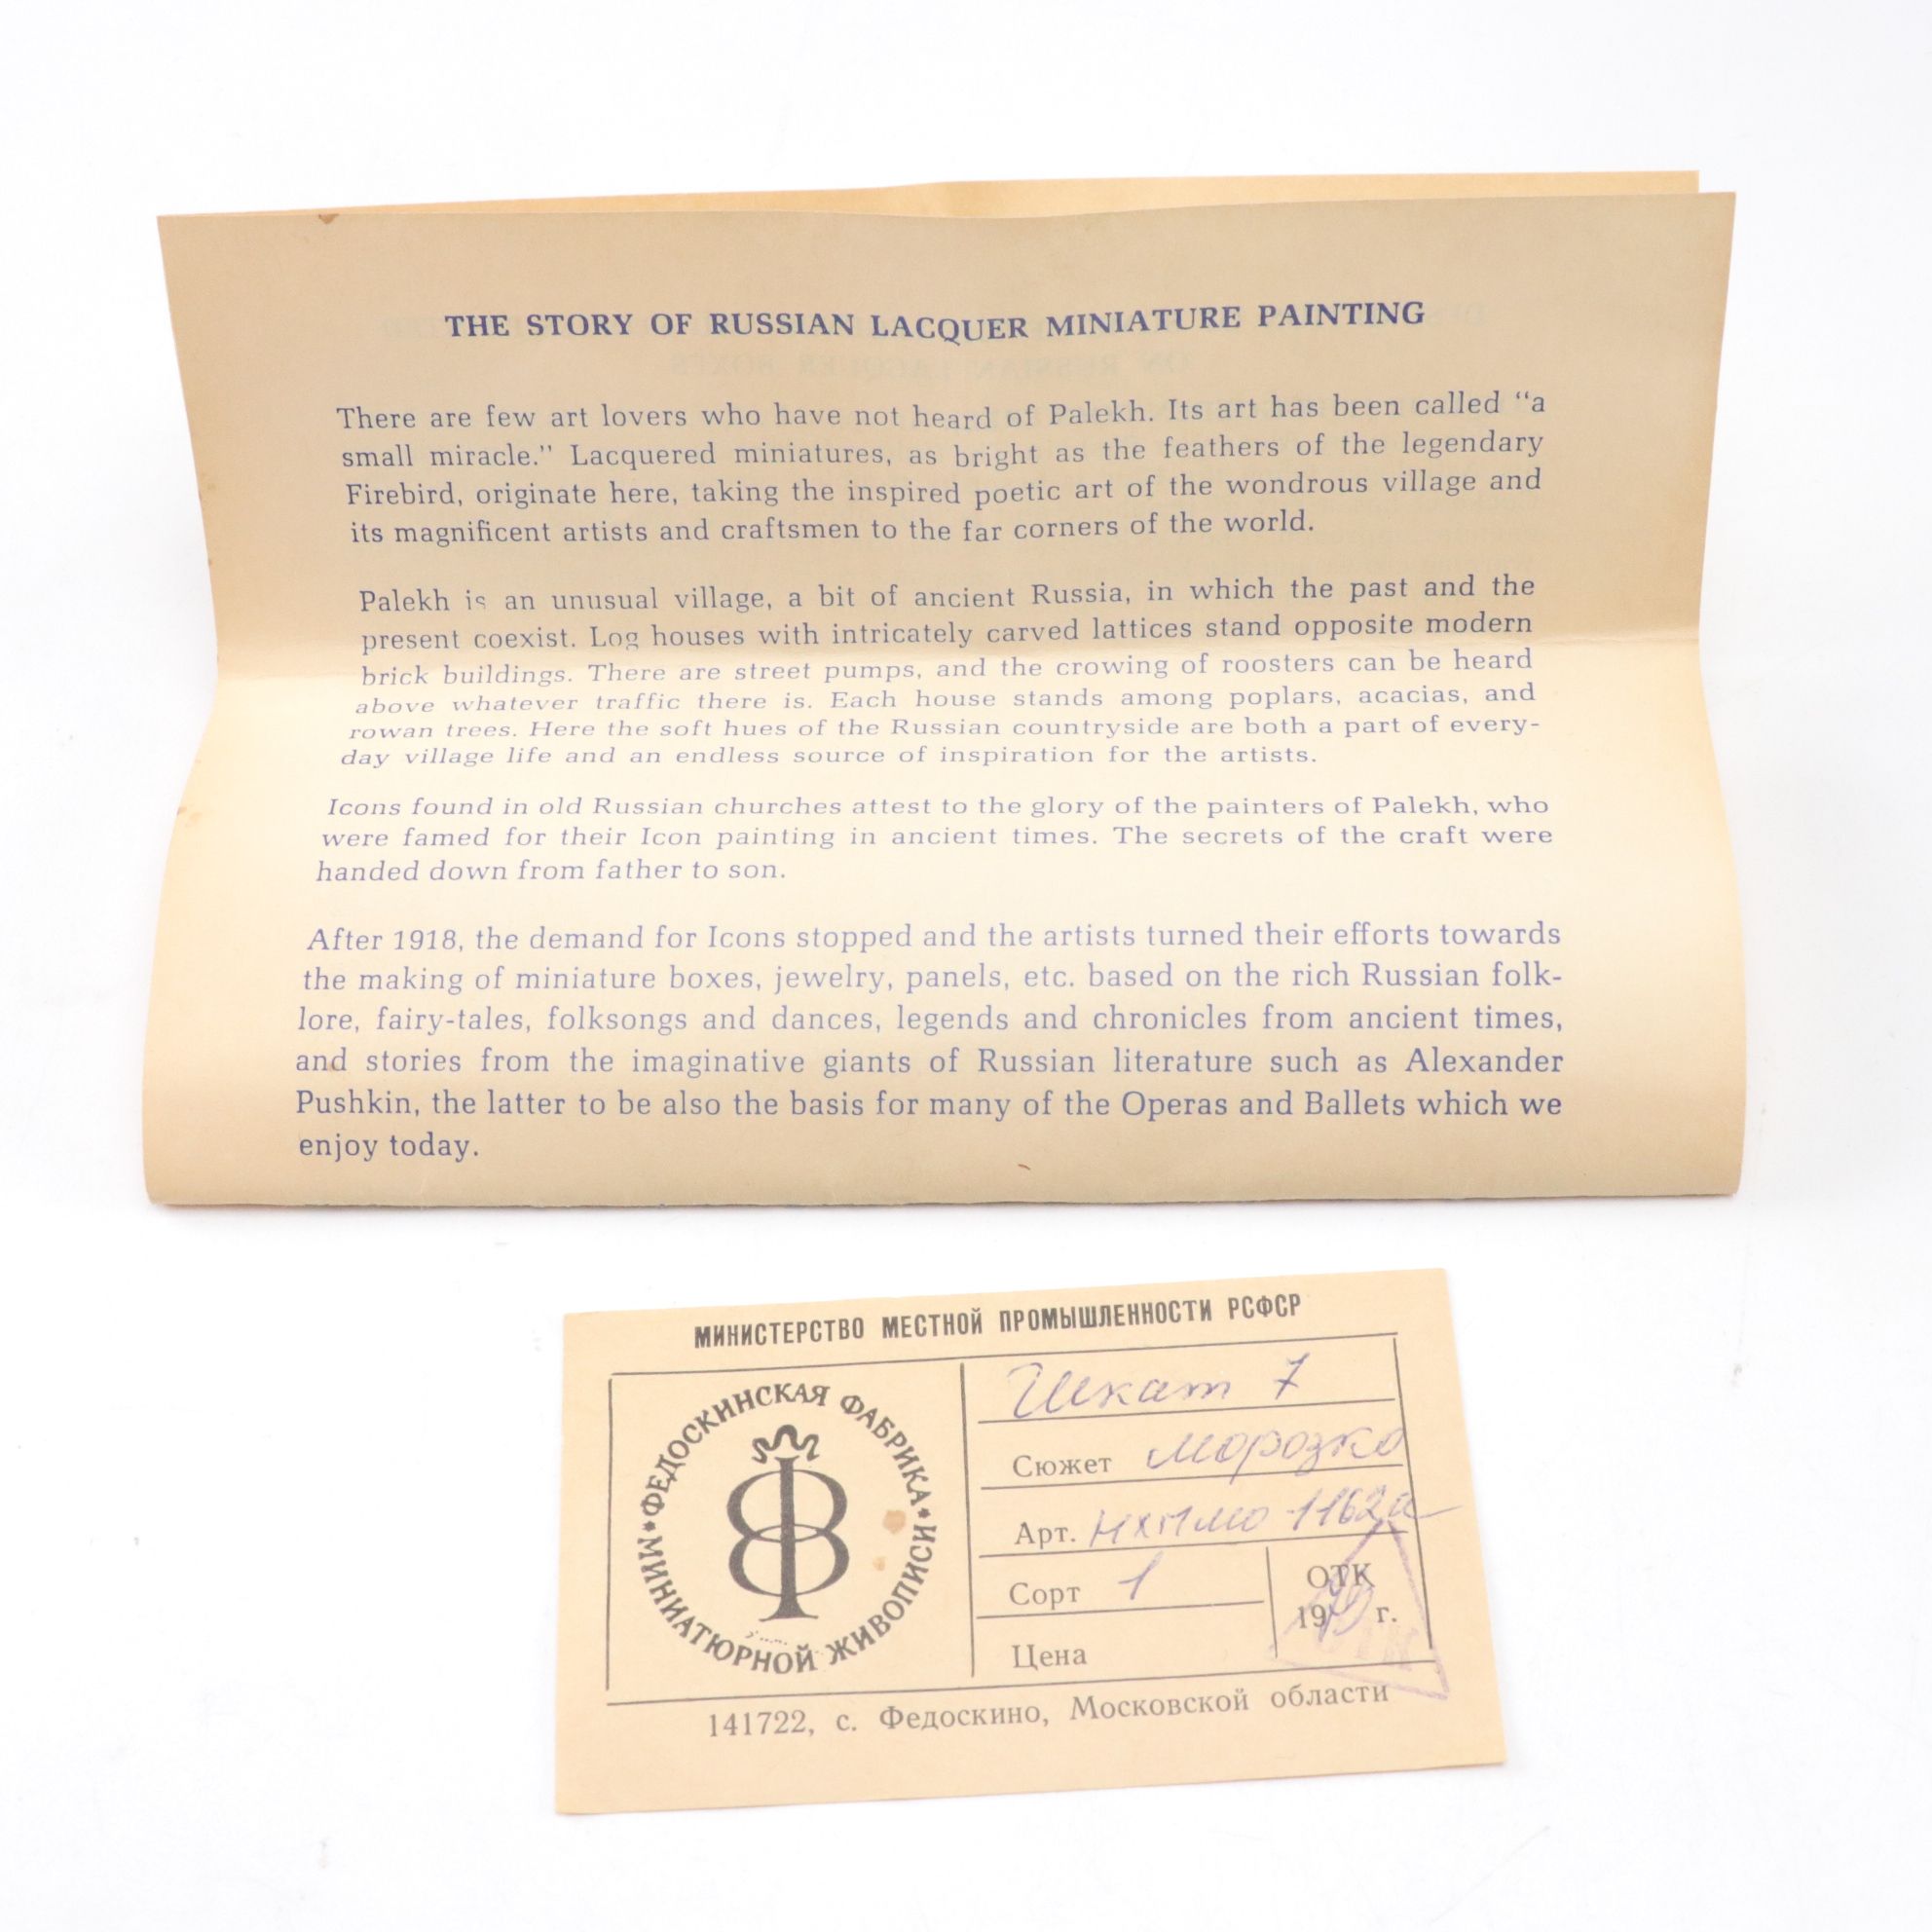 THE STORY OF RUSSIAN LACQUER MINIATURE PAINTING
There are few art lovers who have not heard of Palekh. Its art has been called “a
small miracle.” Lacquered miniatures, as bright as the feathers of the legendary
Firebird, originate here, taking the inspired poetic art of the wondrous village and
its magnificent artists and craftsmen to the far corners of the world.
Palekh is an unusual village, a bit of ancient Russia, in which the past and the
present coexist. Log houses with intricately carved lattices stand opposite modern
brick buildings. There are street pumps, and the crowing of roosters can be heard
above whatever traffic there is. Each house stands among poplars, acacias, and
rowan trees. Here the soft hues of the Russian countryside are both a part of every-
day village life and an endless source of inspiration for the artists.
Icons found in old Russian churches attest to the glory of the painters of Palekh, who
were famed for their Icon painting in ancient times. The secrets of the craft were
handed down from father to son.
After 1918, the demand for Icons stopped and the artists turned their efforts towards
the making of miniature boxes, jewelry, panels, etc. based on the rich Russian folk-
lore, fairy-tales, folksongs and dances, legends and chronicles from ancient times,
and stories from the imaginative giants of Russian literature such as Alexander
Pushkin, the latter to be also the basis for many of the Operas and Ballets which we
enjoy today.
МИНИСТЕРСТВО МЕСТНОЙ ПРОМЫШЛЕННОСТИ РСФСР
ФЕДОСКИНСКАЯ ФАБРИКА
МИНИАТЮРНОЙ ЖИВОПИСИ
Шкат 7
Сюжет Морозко
Арт. НХПМО-1162а
Сорт 1
ОТК
19 г.
Цена
141722, с. Федоскино, Московской области